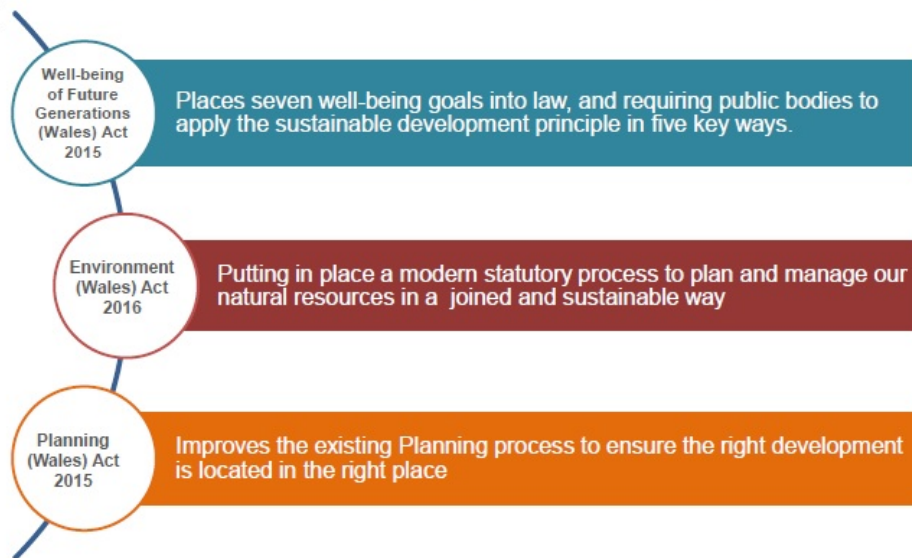 Well-being
of Future
Generations
(Wales) Act
2015
Places seven well-being goals into law, and requiring public bodies to
apply the sustainable development principle in five key ways.
Environment
(Wales) Act
2016
Putting in place a modern statutory process to plan and manage our
natural resources in a  joined and sustainable way
Planning
(Wales) Act
2015
Improves the existing Planning process to ensure the right development
is located in the right place